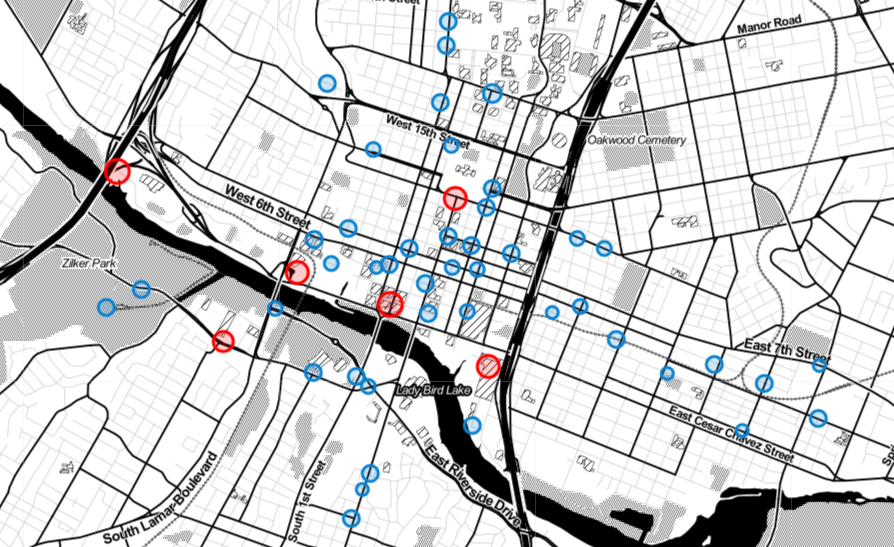 Street
Manor Road
West 15th Street
Oakwood Cemetery
West 6th Street
Zilker Park
East 7th Street
Lady Bird Lake
East Cesar Chavez Street
East Riverside Drive
South 1st Street
South Lamar Boulevard